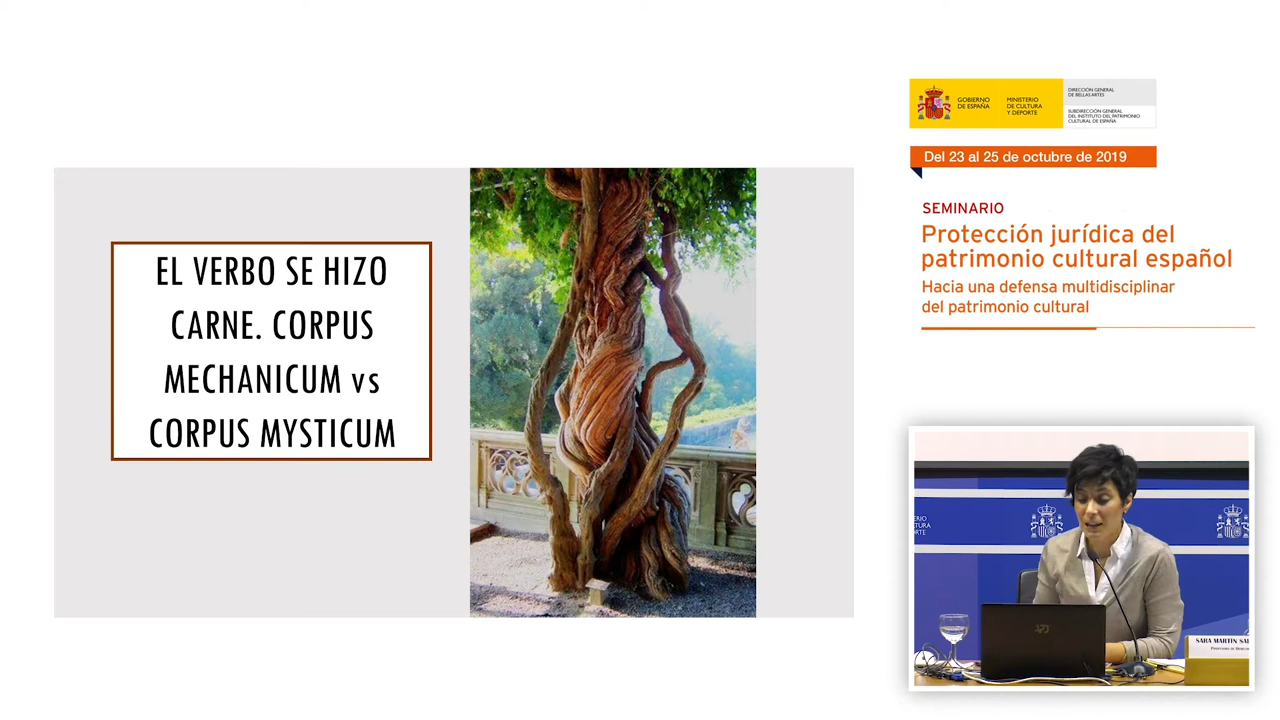 EL VERBO SE HIZO
CARNE. CORPUS
MECHANICUM vs
CORPUS MYSTICUM
GOBIERNO
DE ESPAÑA
MINISTERIO
DE CULTURA
Y DEPORTE
DIRECCIÓN GENERAL
DE BELLAS ARTES
SUBDIRECCIÓN GENERAL
DEL INSTITUTO DEL PATRIMONIO
CULTURAL DE ESPAÑA
Del 23 al 25 de octubre de 2019
SEMINARIO
Protección jurídica del
patrimonio cultural español
Hacia una defensa multidisciplinar
del patrimonio cultural
SARA MARTÍN